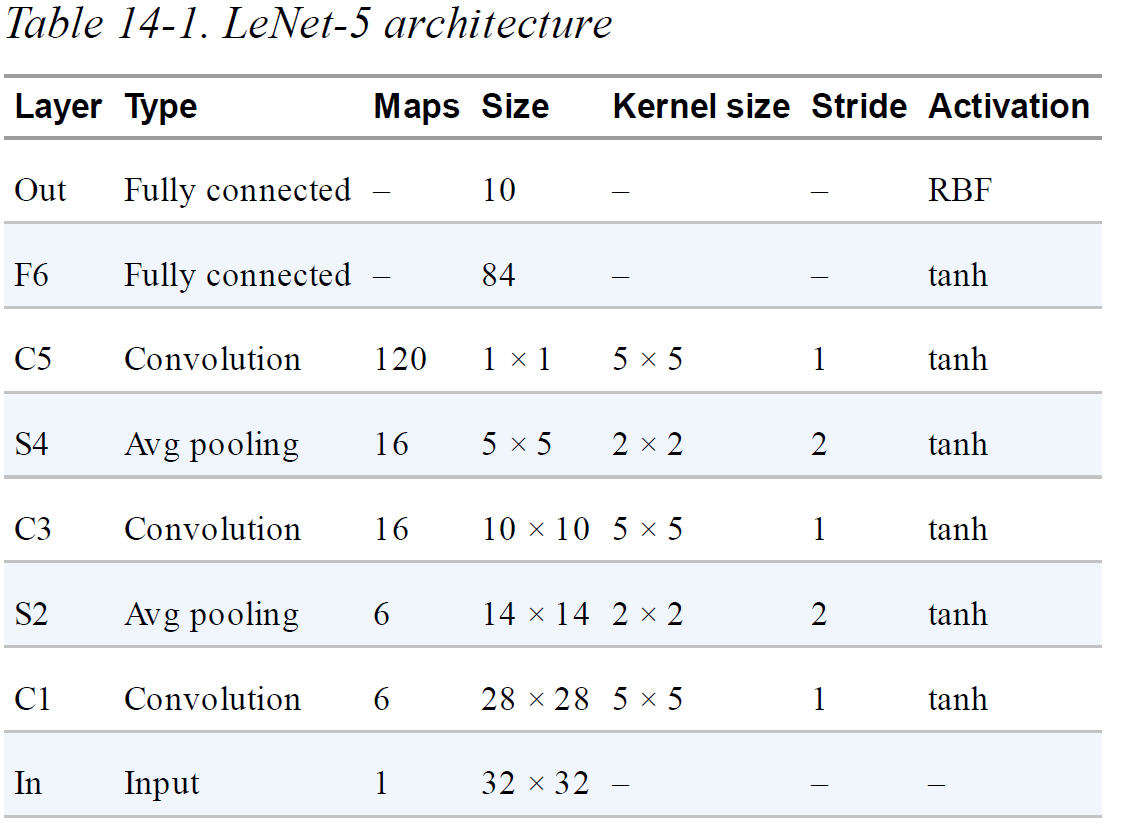 Table 14-1. LeNet-5 architecture
Layer Type Maps Size Kernel size Stride Activation
Out Fully connected – 10 – – RBF
F6 Fully connected – 84 – – tanh
C5 Convolution 120 1 × 1 5 × 5 1 tanh
S4 Avg pooling 16 5 × 5 2 × 2 2 tanh
C3 Convolution 16 10 × 10 5 × 5 1 tanh
S2 Avg pooling 6 14 × 14 2 × 2 2 tanh
C1 Convolution 6 28 × 28 5 × 5 1 tanh
In Input 1 32 × 32 – – –